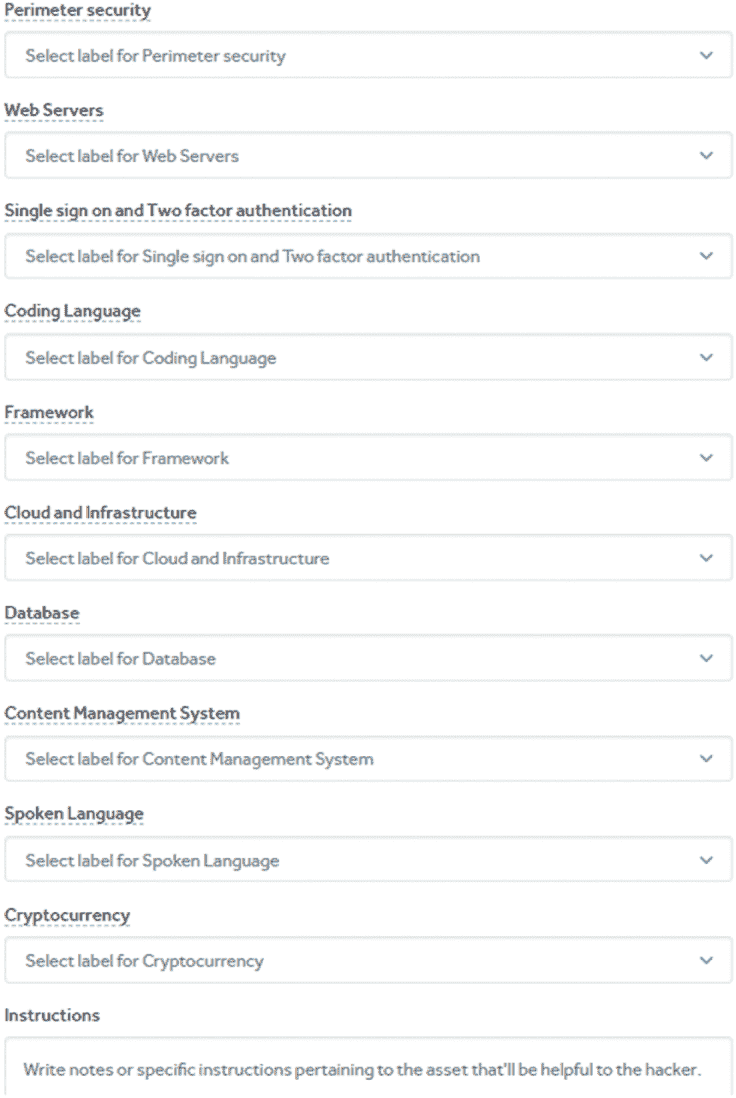 Perimeter security
Select label for Perimeter security
Web Servers
Select label for Web Servers
Single sign on and Two factor authentication
Select label for Single sign on and Two factor authentication
Coding Language
Select label for Coding Language
Framework
Select label for Framework
Cloud and Infrastructure
Select label for Cloud and Infrastructure
Database
Select label for Database
Content Management System
Select label for Content Management System
Spoken Language
Select label for Spoken Language
Cryptocurrency
Select label for Cryptocurrency
Instructions
Write notes or specific instructions pertaining to the asset that'll be helpful to the hacker.